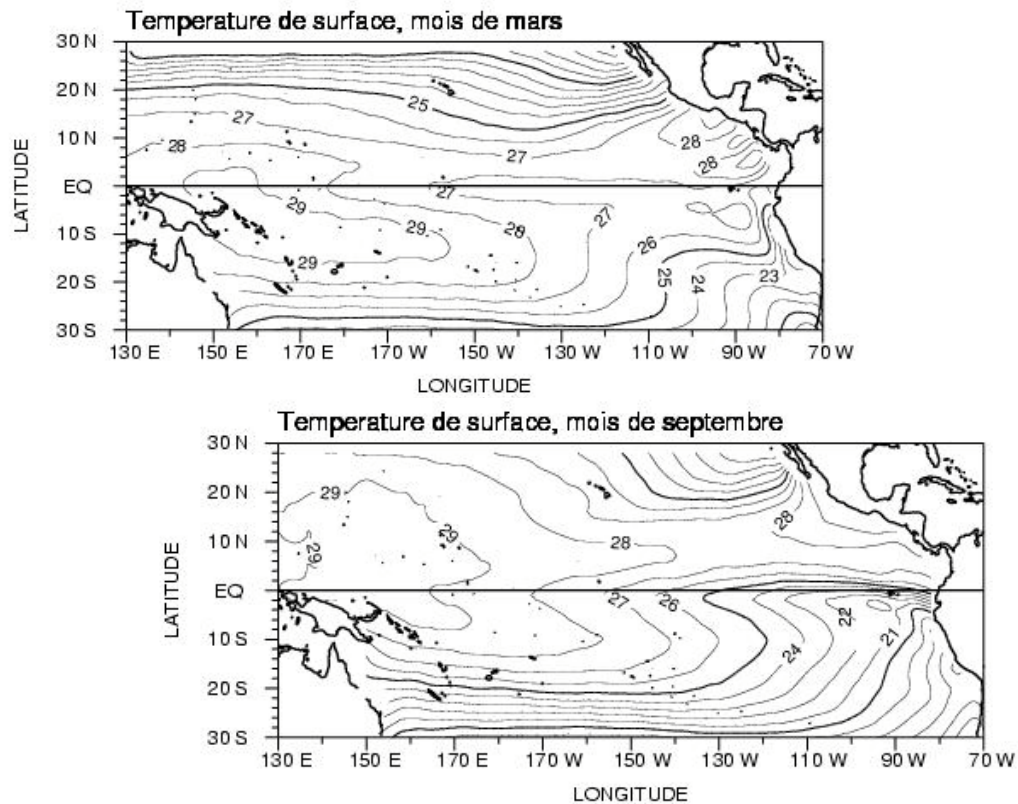 Temperature de surface, mois de mars
30 N
20 N
10 N
EQ
10 S
20 S
30 S
LATITUDE
25
27
28
27
28
28
27
29
29
28
27
26
29
25
24
23
130 E 150 E 170 E 170 W 150 W 130 W 110 W 90 W 70 W
LONGITUDE
Temperature de surface, mois de septembre
30 N
20 N
10 N
EQ
10 S
20 S
30 S
LATITUDE
29
29
29
28
28
27
26
24
22
21
130 E 150 E 170 E 170 W 150 W 130 W 110 W 90 W 70 W
LONGITUDE